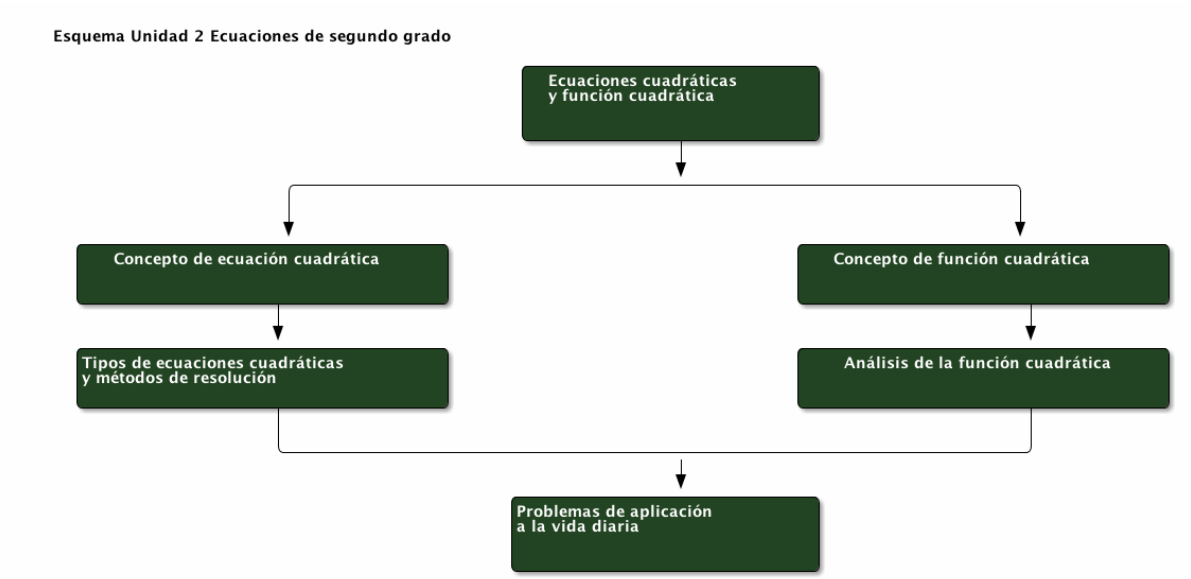 Esquema Unidad 2 Ecuaciones de segundo grado
Ecuaciones cuadráticas
y función cuadrática
Concepto de ecuación cuadrática
Concepto de función cuadrática
Tipos de ecuaciones cuadráticas
y métodos de resolución
Análisis de la función cuadrática
Problemas de aplicación
a la vida diaria